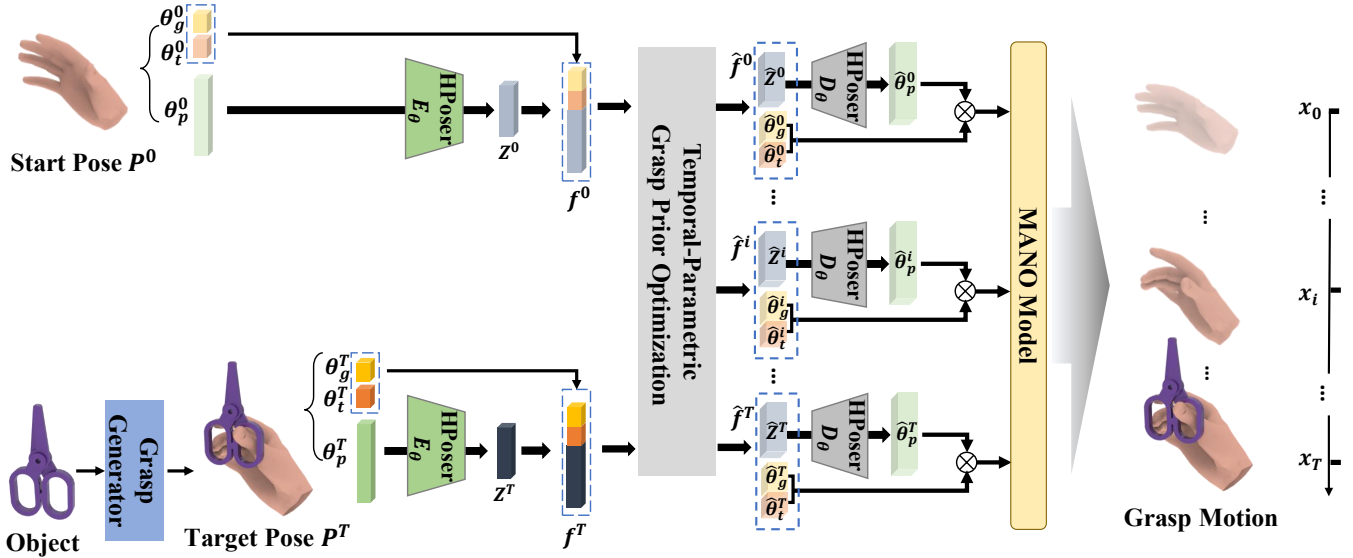 θ_g^0
θ_t^0
θ_p^0
Start Pose P^0
HPoser
E_θ
Z^0
f^0
Object
Grasp
Generator
Target Pose P^T
θ_g^T
θ_t^T
θ_p^T
HPoser
E_θ
Z^T
f^T
Temporal-Parametric
Grasp Prior Optimization
f̂^0
Ẑ^0
θ̂_g^0
θ̂_t^0
HPoser
D_θ
θ̂_p^0
...
f̂^i
Ẑ^i
θ̂_g^i
θ̂_t^i
HPoser
D_θ
θ̂_p^i
...
f̂^T
Ẑ^T
θ̂_g^T
θ̂_t^T
HPoser
D_θ
θ̂_p^T
MANO Model
...
...
Grasp Motion
x_0
...
x_i
...
x_T